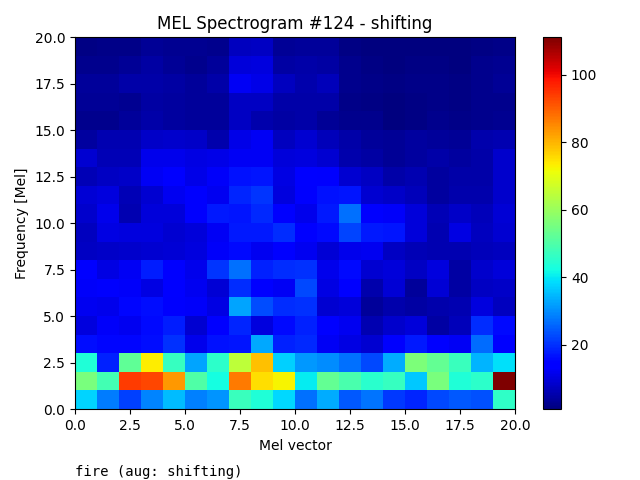 MEL Spectrogram #124 - shifting
20.0
17.5
15.0
12.5
10.0
7.5
5.0
2.5
0.0
Frequency [Mel]
0.0 2.5 5.0 7.5 10.0 12.5 15.0 17.5 20.0
Mel vector
100
80
60
40
20
fire (aug: shifting)